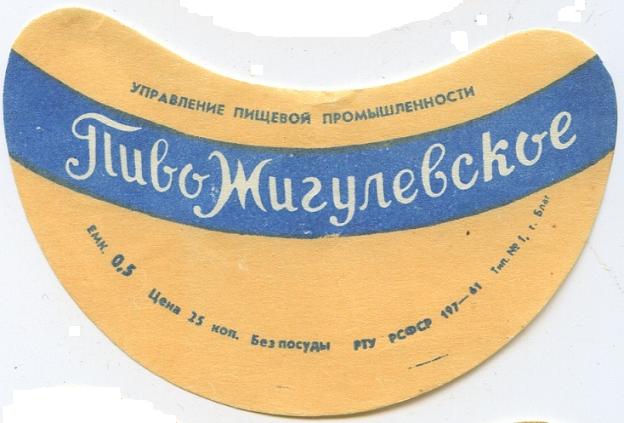 УПРАВЛЕНИЕ ПИЩЕВОЙ ПРОМЫШЛЕННОСТИ
Пиво Жигулевское
ЕМК. 0,5 Цена 25 коп. Без посуды РТУ РСФСР 197—61 Тип. № 1, г. Благ